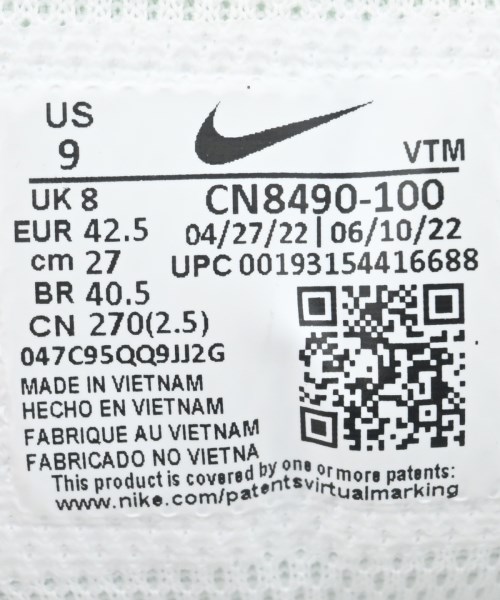 US
9
VTM
UK 8
CN8490-100
EUR 42.5
04/27/22 | 06/10/22
cm 27
UPC 00193154416688
BR 40.5
CN 270(2.5)
047C95QQ9JJ2G
MADE IN VIETNAM
HECHO EN VIETNAM
FABRIQUE AU VIETNAM
FABRICADO NO VIETNA
This product is covered by one or more patents:
www.nike.com/patentsvirtualmarking